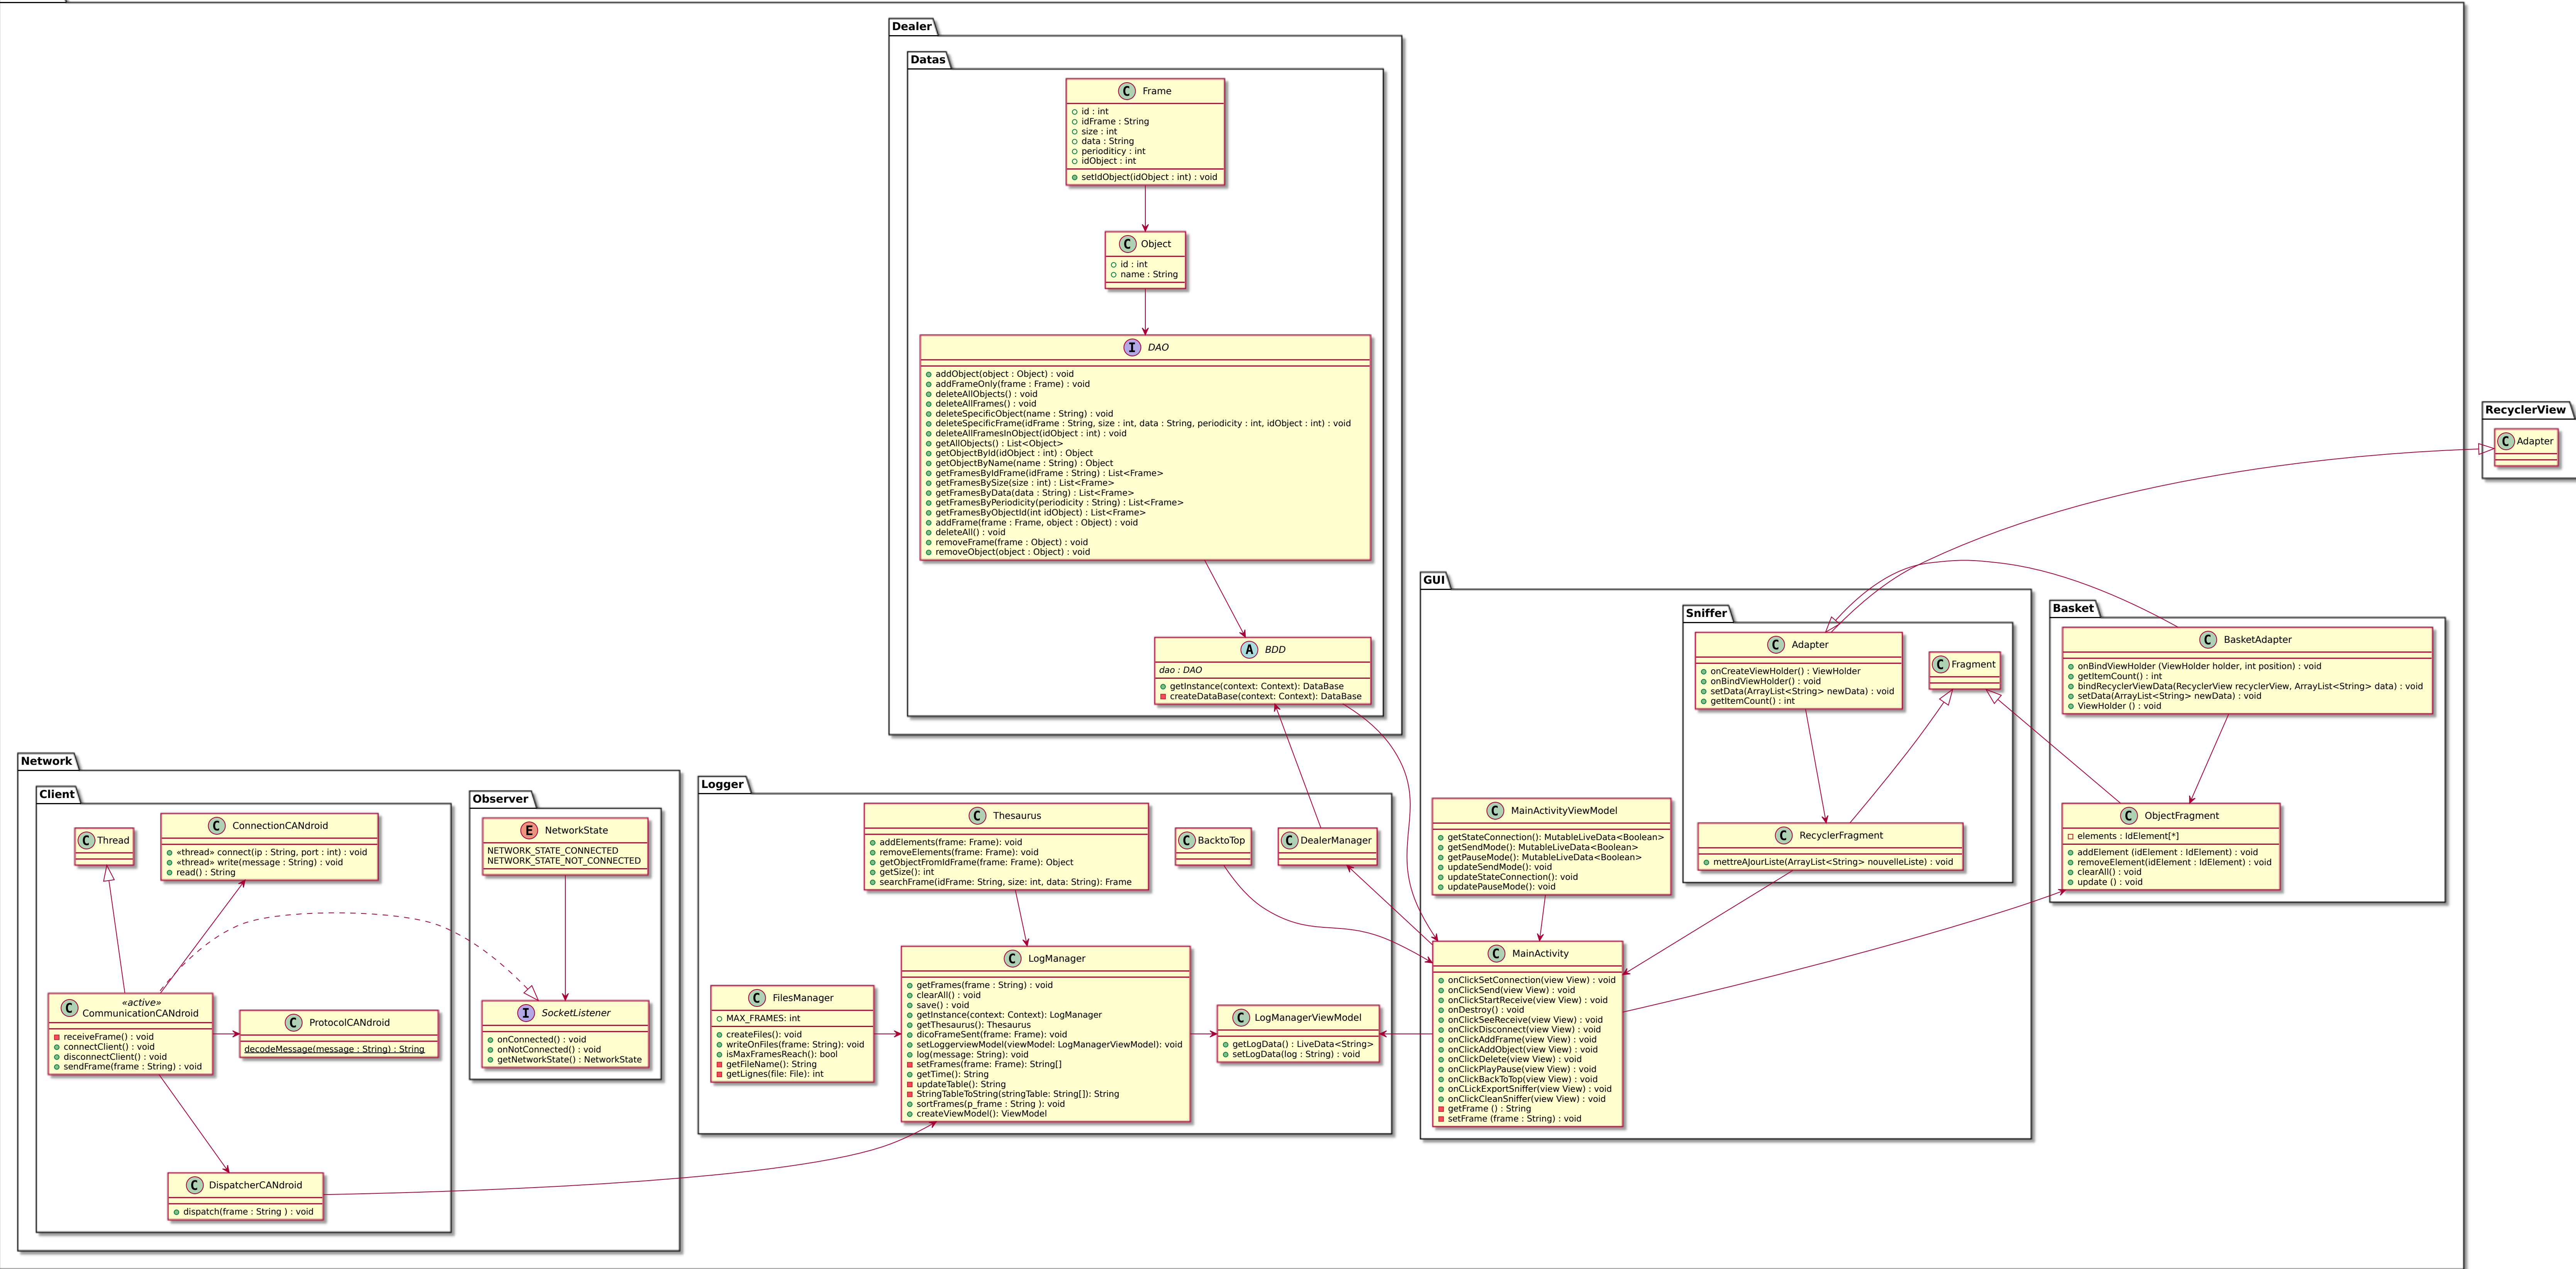 Dealer
Datas
C Frame
id : int
idFrame : String
size : int
data : String
perioditicy : int
idObject : int
setIdObject(idObject : int) : void
C Object
id : int
name : String
I DAO
addObject(object : Object) : void
addFrameOnly(frame : Frame) : void
deleteAllObjects() : void
deleteAllFrames() : void
deleteSpecificObject(name : String) : void
deleteSpecificFrame(idFrame : String, size : int, data : String, periodicity : int, idObject : int) : void
deleteAllFramesInObject(idObject : int) : void
getAllObjects() : List<Object>
getObjectById(idObject : int) : Object
getObjectByName(name : String) : Object
getFramesByIdFrame(idFrame : String) : List<Frame>
getFramesBySize(size : int) : List<Frame>
getFramesByData(data : String) : List<Frame>
getFramesByPeriodicity(periodicity : String) : List<Frame>
getFramesByObjectId(int idObject) : List<Frame>
addFrame(frame : Frame, object : Object) : void
deleteAll() : void
removeFrame(frame : Object) : void
removeObject(object : Object) : void
A BDD
dao : DAO
getInstance(context: Context): DataBase
createDataBase(context: Context): DataBase
RecyclerView
C Adapter
GUI
Sniffer
C Adapter
onCreateViewHolder() : ViewHolder
onBindViewHolder() : void
setData(ArrayList<String> newData) : void
getItemCount() : int
C Fragment
C RecyclerFragment
mettreAJourListe(ArrayList<String> nouvelleListe) : void
C MainActivityViewModel
getStateConnection(): MutableLiveData<Boolean>
getSendMode(): MutableLiveData<Boolean>
getPauseMode(): MutableLiveData<Boolean>
updateSendMode(): void
updateStateConnection(): void
updatePauseMode(): void
C MainActivity
onClickSetConnection(view View) : void
onClickSend(view View) : void
onClickStartReceive(view View) : void
onDestroy() : void
onClickSeeReceive(view View) : void
onClickDisconnect(view View) : void
onClickAddFrame(view View) : void
onClickAddObject(view View) : void
onClickDelete(view View) : void
onClickPlayPause(view View) : void
onClickBackToTop(view View) : void
onCLickExportSniffer(view View) : void
onClickCleanSniffer(view View) : void
getFrame () : String
setFrame (frame : String) : void
Basket
C BasketAdapter
onBindViewHolder (ViewHolder holder, int position) : void
getItemCount() : int
bindRecyclerViewData(RecyclerView recyclerView, ArrayList<String> data) : void
setData(ArrayList<String> newData) : void
ViewHolder () : void
C ObjectFragment
elements : IdElement[*]
addElement (idElement : IdElement) : void
removeElement(idElement : IdElement) : void
clearAll() : void
update () : void
Network
Client
C Thread
C ConnectionCANdroid
«thread» connect(ip : String, port : int) : void
«thread» write(message : String) : void
read() : String
«active»
C CommunicationCANdroid
receiveFrame() : void
connectClient() : void
disconnectClient() : void
sendFrame(frame : String) : void
C ProtocolCANdroid
decodeMessage(message : String) : String
C DispatcherCANdroid
dispatch(frame : String ) : void
Observer
E NetworkState
NETWORK_STATE_CONNECTED
NETWORK_STATE_NOT_CONNECTED
I SocketListener
onConnected() : void
onNotConnected() : void
getNetworkState() : NetworkState
Logger
C Thesaurus
addElements(frame: Frame): void
removeElements(frame: Frame): void
getObjectFromIdFrame(frame: Frame): Object
getSize(): int
searchFrame(idFrame: String, size: int, data: String): Frame
C BacktoTop
C DealerManager
C FilesManager
MAX_FRAMES: int
createFiles(): void
writeOnFiles(frame: String): void
isMaxFramesReach(): bool
getFileName(): String
getLignes(file: File): int
C LogManager
getFrames(frame : String) : void
clearAll() : void
save() : void
getInstance(context: Context): LogManager
getThesaurus(): Thesaurus
dicoFrameSent(frame: Frame): void
setLoggerviewModel(viewModel: LogManagerViewModel): void
log(message: String): void
setFrames(frame: Frame): String[]
getTime(): String
updateTable(): String
StringTableToString(stringTable: String[]): String
sortFrames(p_frame : String ): void
createViewModel(): ViewModel
C LogManagerViewModel
getLogData() : LiveData<String>
setLogData(log : String) : void